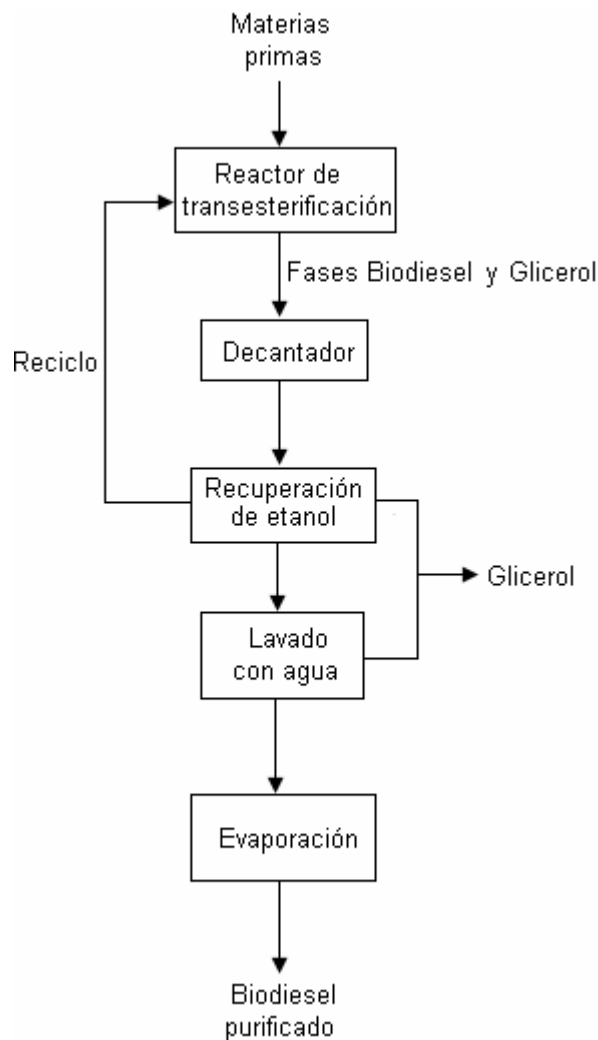 Materias
primas
Reactor de
transesterificación
Fases Biodiesel y Glicerol
Decantador
Reciclo
Recuperación
de etanol
Glicerol
Lavado
con agua
Evaporación
Biodiesel
purificado